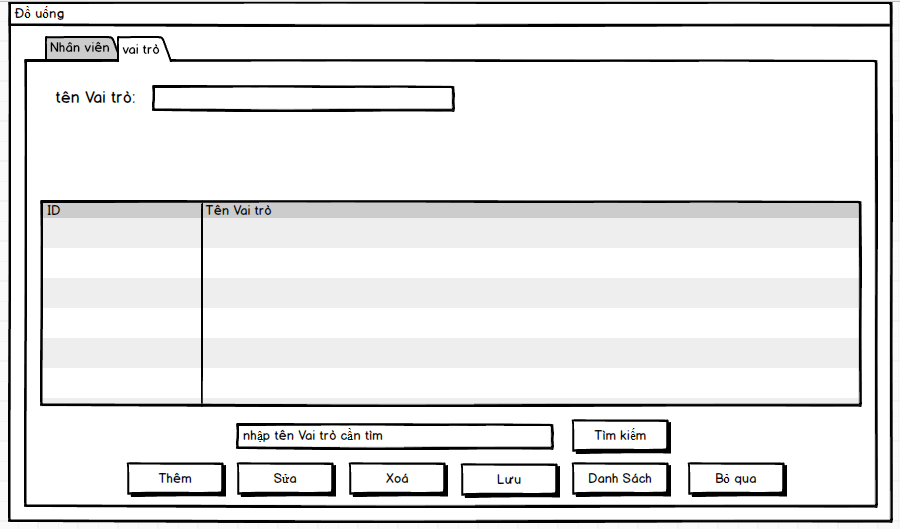 Đồ uống
Nhân viên vai trò
tên Vai trò:
ID Tên Vai trò
nhập tên Vai trò cần tìm Tìm kiếm
Thêm Sửa Xoá Lưu Danh Sách Bỏ qua